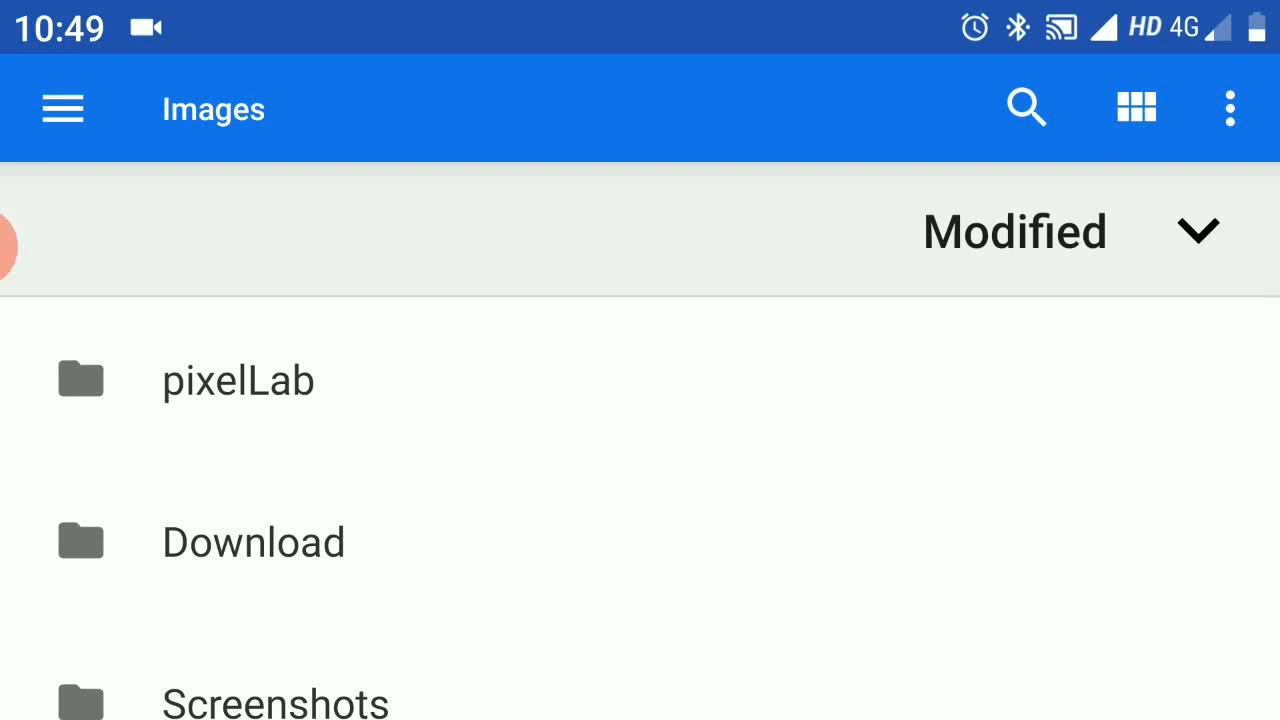 10:49 HD 4G
Images
Modified
pixelLab
Download
Screenshots